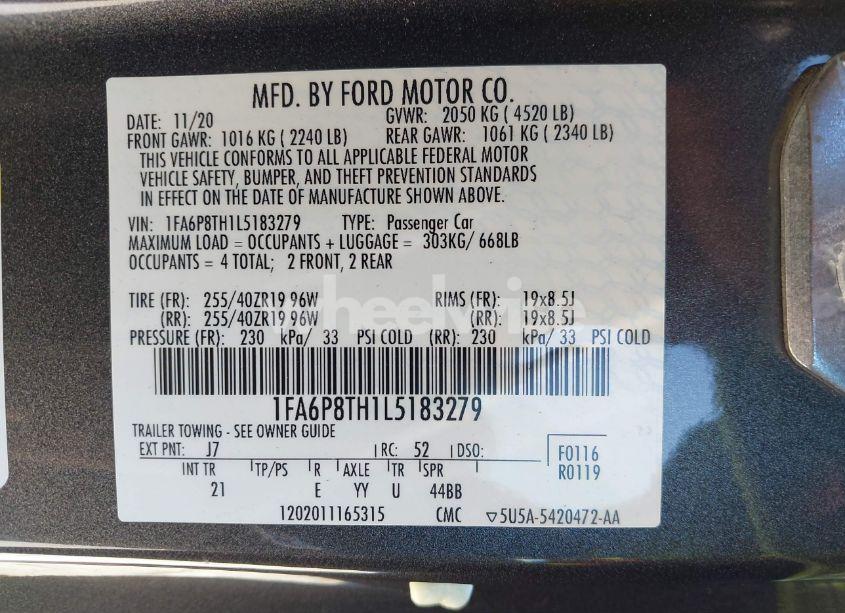 MFD. BY FORD MOTOR CO.
DATE: 11/20 GVWR: 2050 KG ( 4520 LB)
FRONT GAWR: 1016 KG ( 2240 LB) REAR GAWR: 1061 KG ( 2340 LB)
THIS VEHICLE CONFORMS TO ALL APPLICABLE FEDERAL MOTOR
VEHICLE SAFETY, BUMPER, AND THEFT PREVENTION STANDARDS
IN EFFECT ON THE DATE OF MANUFACTURE SHOWN ABOVE.
VIN: 1FA6P8TH1L5183279 TYPE: Passenger Car
MAXIMUM LOAD = OCCUPANTS + LUGGAGE = 303KG/ 668LB
OCCUPANTS = 4 TOTAL; 2 FRONT, 2 REAR
TIRE (FR): 255/40ZR19 96W RIMS (FR): 19x8.5J
(RR): 255/40ZR19 96W (RR): 19x8.5J
wheelwise
PRESSURE (FR): 230 kPa/ 33 PSI COLD (RR): 230 kPa/ 33 PSI COLD
1FA6P8TH1L5183279
TRAILER TOWING - SEE OWNER GUIDE
EXT PNT: J7 RC: 52 DSO: F0116
R0119
INT TR TP/PS R AXLE TR SPR
21 E YY U 44BB
1202011165315 CMC ▽5U5A-5420472-AA